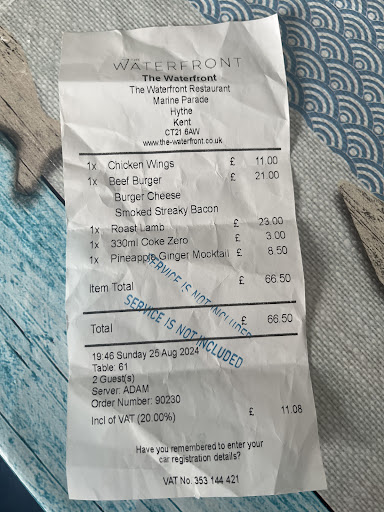 THE
WATERFRONT
The Waterfront
The Waterfront Restaurant
Marine Parade
Hythe
Kent
CT21 6AW
www.the-waterfront.co.uk
1x Chicken Wings £ 11.00
1x Beef Burger £ 21.00
Burger Cheese
Smoked Streaky Bacon
1x Roast Lamb £ 23.00
1x 330ml Coke Zero £ 3.00
1x Pineapple Ginger Mocktail £ 8.50
SERVICE IS NOT INCLUDED
Item Total £ 66.50
SERVICE IS NOT INCLUDED
Total £ 66.50
19:46 Sunday 25 Aug 2024
Table: 61
2 Guest(s)
Server: ADAM
Order Number: 90230
Incl of VAT (20.00%) £ 11.08
Have you remembered to enter your
car registration details?
VAT No. 353 144 421